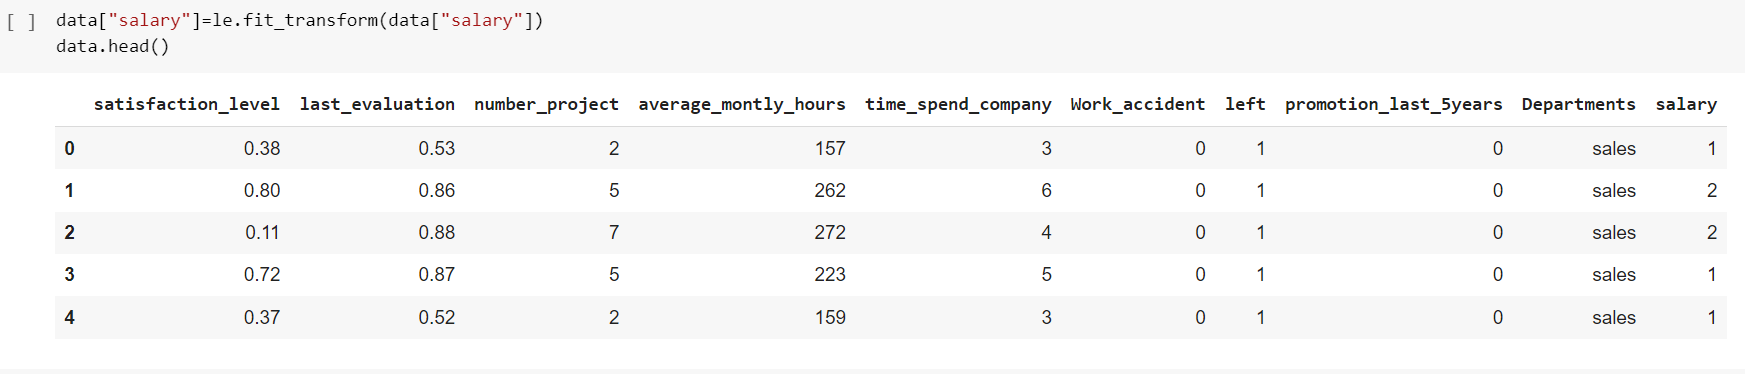 [ ] data["salary"]=le.fit_transform(data["salary"])
data.head()
satisfaction_level last_evaluation number_project average_montly_hours time_spend_company Work_accident left promotion_last_5years Departments salary
0 0.38 0.53 2 157 3 0 1 0 sales 1
1 0.80 0.86 5 262 6 0 1 0 sales 2
2 0.11 0.88 7 272 4 0 1 0 sales 2
3 0.72 0.87 5 223 5 0 1 0 sales 1
4 0.37 0.52 2 159 3 0 1 0 sales 1